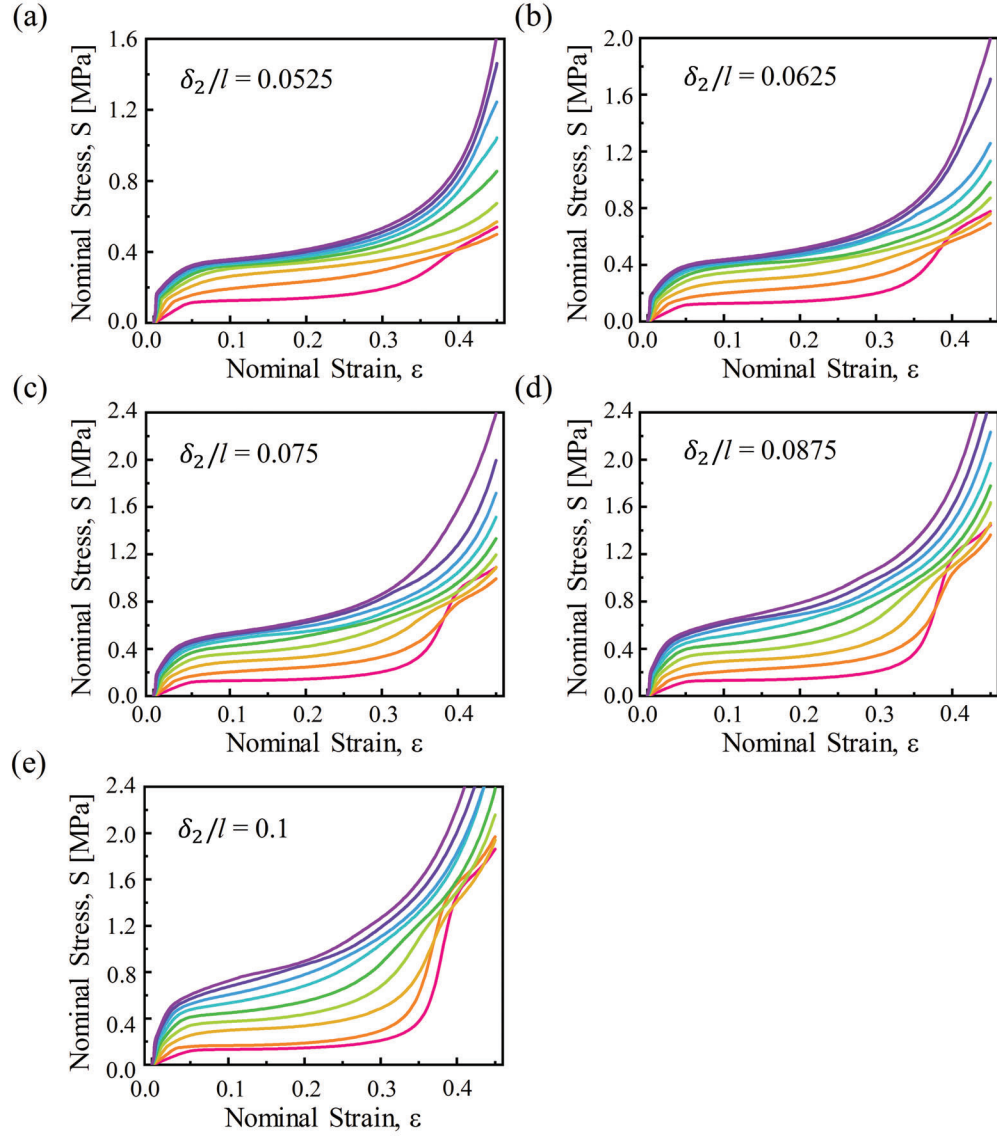 (a)
Nominal Stress, S [MPa]
1.6
1.2
0.8
0.4
0.0
δ₂/l = 0.0525
0.0 0.1 0.2 0.3 0.4
Nominal Strain, ε
(b)
Nominal Stress, S [MPa]
2.0
1.6
1.2
0.8
0.4
0.0
δ₂/l = 0.0625
0.0 0.1 0.2 0.3 0.4
Nominal Strain, ε
(c)
Nominal Stress, S [MPa]
2.4
2.0
1.6
1.2
0.8
0.4
0.0
δ₂/l = 0.075
0.0 0.1 0.2 0.3 0.4
Nominal Strain, ε
(d)
Nominal Stress, S [MPa]
2.4
2.0
1.6
1.2
0.8
0.4
0.0
δ₂/l = 0.0875
0.0 0.1 0.2 0.3 0.4
Nominal Strain, ε
(e)
Nominal Stress, S [MPa]
2.4
2.0
1.6
1.2
0.8
0.4
0.0
δ₂/l = 0.1
0.0 0.1 0.2 0.3 0.4
Nominal Strain, ε